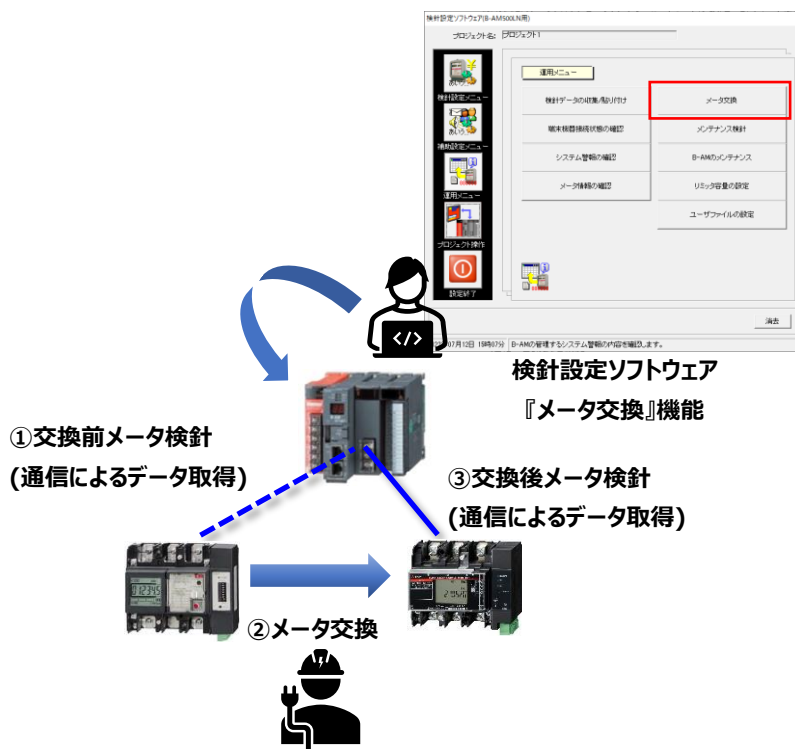 検針設定ソフトウェア(B-AM500LN用)
プロジェクト名:
プロジェクト1
運用メニュー
検針設定メニュー
検針データの収集/貼り付け
メータ交換
端末機器接続状態の確認
メンテナンス検針
補助設定メニュー
システム警報の確認
B-AMのメンテナンス
メータ情報の確認
リミッタ容量の設定
運用メニュー
ユーザファイルの設定
プロジェクト操作
設定終了
消去
07月12日 15時07分
B-AMの管理するシステム警報の内容を確認します。
</>
検針設定ソフトウェア
『メータ交換』機能
①交換前メータ検針
(通信によるデータ取得)
③交換後メータ検針
(通信によるデータ取得)
②メータ交換